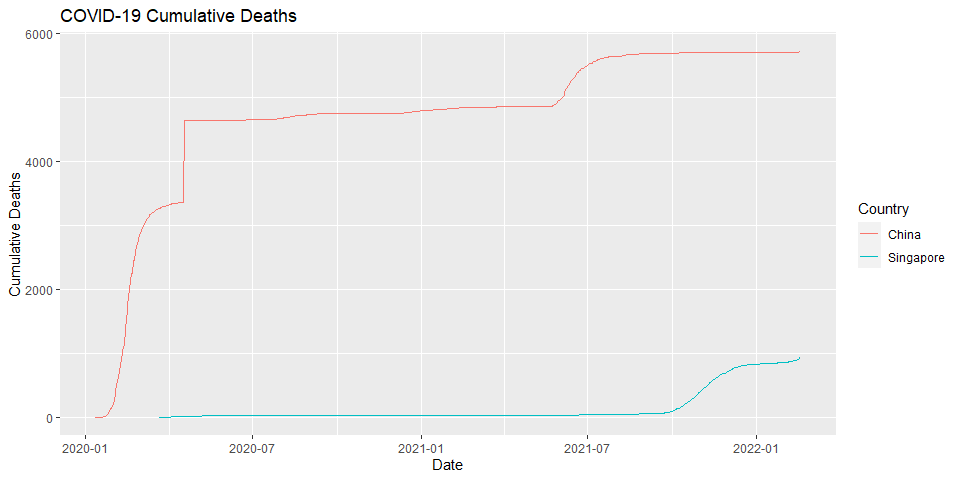 COVID-19 Cumulative Deaths
6000
4000
2000
0
Cumulative Deaths
2020-01
2020-07
2021-01
2021-07
2022-01
Date
Country
China
Singapore